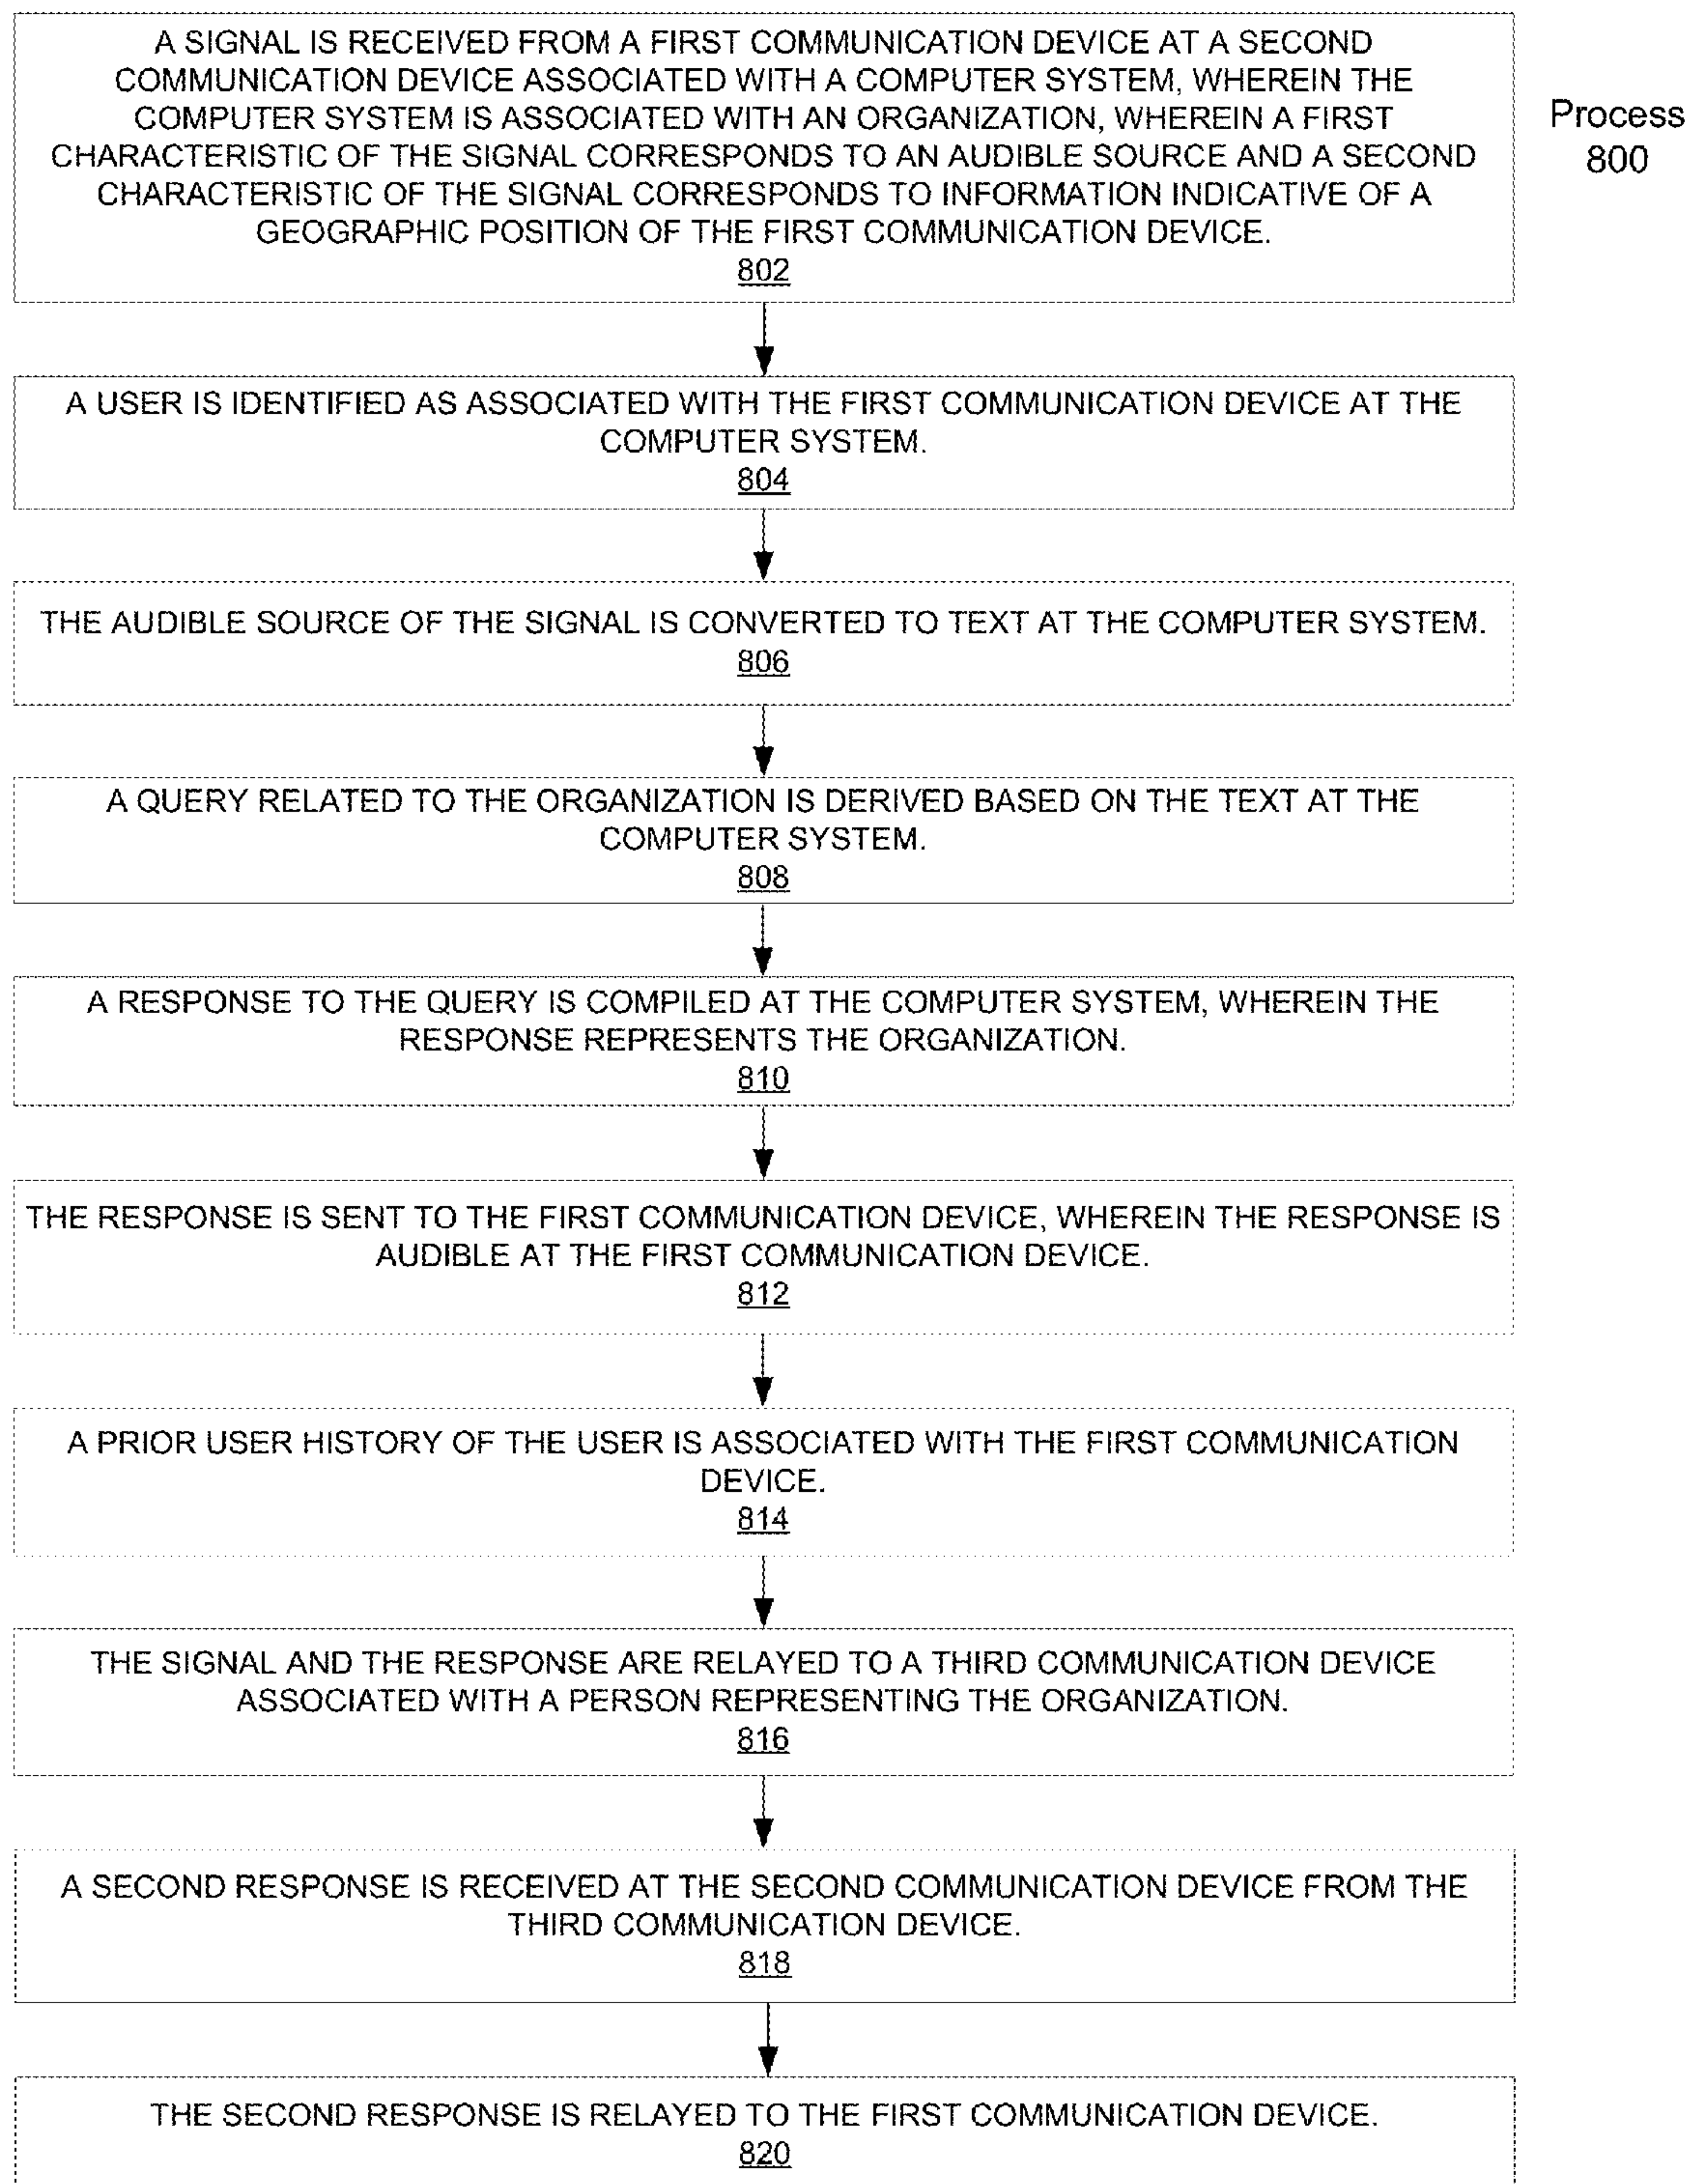 A SIGNAL IS RECEIVED FROM A FIRST COMMUNICATION DEVICE AT A SECOND
COMMUNICATION DEVICE ASSOCIATED WITH A COMPUTER SYSTEM, WHEREIN THE
COMPUTER SYSTEM IS ASSOCIATED WITH AN ORGANIZATION, WHEREIN A FIRST
CHARACTERISTIC OF THE SIGNAL CORRESPONDS TO AN AUDIBLE SOURCE AND A SECOND
CHARACTERISTIC OF THE SIGNAL CORRESPONDS TO INFORMATION INDICATIVE OF A
GEOGRAPHIC POSITION OF THE FIRST COMMUNICATION DEVICE.
802
Process
800
A USER IS IDENTIFIED AS ASSOCIATED WITH THE FIRST COMMUNICATION DEVICE AT THE
COMPUTER SYSTEM.
804
THE AUDIBLE SOURCE OF THE SIGNAL IS CONVERTED TO TEXT AT THE COMPUTER SYSTEM.
806
A QUERY RELATED TO THE ORGANIZATION IS DERIVED BASED ON THE TEXT AT THE
COMPUTER SYSTEM.
808
A RESPONSE TO THE QUERY IS COMPILED AT THE COMPUTER SYSTEM, WHEREIN THE
RESPONSE REPRESENTS THE ORGANIZATION.
810
THE RESPONSE IS SENT TO THE FIRST COMMUNICATION DEVICE, WHEREIN THE RESPONSE IS
AUDIBLE AT THE FIRST COMMUNICATION DEVICE.
812
A PRIOR USER HISTORY OF THE USER IS ASSOCIATED WITH THE FIRST COMMUNICATION
DEVICE.
814
THE SIGNAL AND THE RESPONSE ARE RELAYED TO A THIRD COMMUNICATION DEVICE
ASSOCIATED WITH A PERSON REPRESENTING THE ORGANIZATION.
816
A SECOND RESPONSE IS RECEIVED AT THE SECOND COMMUNICATION DEVICE FROM THE
THIRD COMMUNICATION DEVICE.
818
THE SECOND RESPONSE IS RELAYED TO THE FIRST COMMUNICATION DEVICE.
820